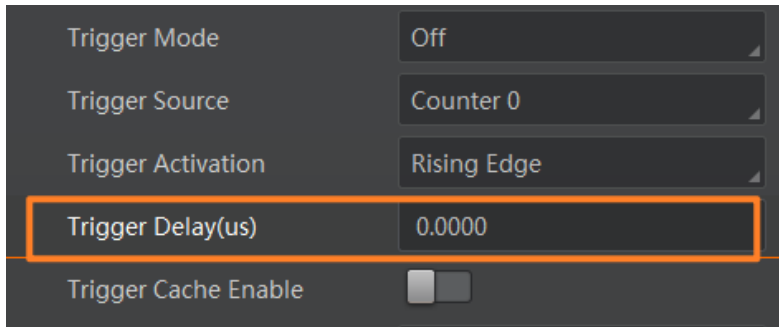 Trigger Mode Off
Trigger Source Counter 0
Trigger Activation Rising Edge
Trigger Delay(us) 0.0000
Trigger Cache Enable